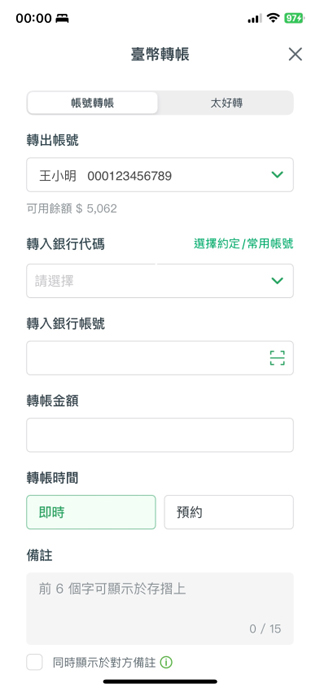 00:00
97
臺幣轉帳
帳號轉帳 太好轉
轉出帳號
王小明 000123456789
可用餘額 $ 5,062
轉入銀行代碼 選擇約定/常用帳號
請選擇
轉入銀行帳號
轉帳金額
轉帳時間
即時 預約
備註
前 6 個字可顯示於存摺上
0 / 15
同時顯示於對方備註